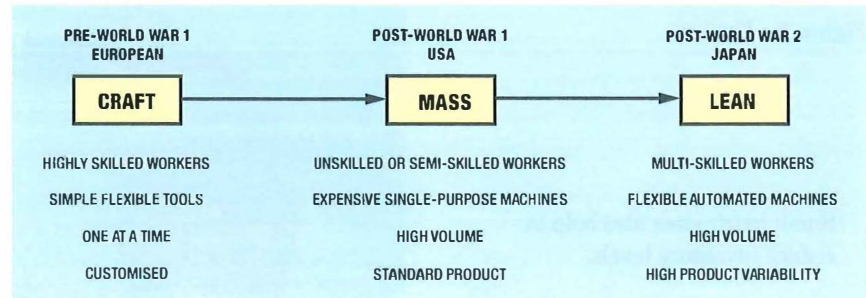 PRE-WORLD WAR 1
EUROPEAN
CRAFT
HIGHLY SKILLED WORKERS
SIMPLE FLEXIBLE TOOLS
ONE AT A TIME
CUSTOMISED
POST-WORLD WAR 1
USA
MASS
UNSKILLED OR SEMI-SKILLED WORKERS
EXPENSIVE SINGLE-PURPOSE MACHINES
HIGH VOLUME
STANDARD PRODUCT
POST-WORLD WAR 2
JAPAN
LEAN
MULTI-SKILLED WORKERS
FLEXIBLE AUTOMATED MACHINES
HIGH VOLUME
HIGH PRODUCT VARIABILITY